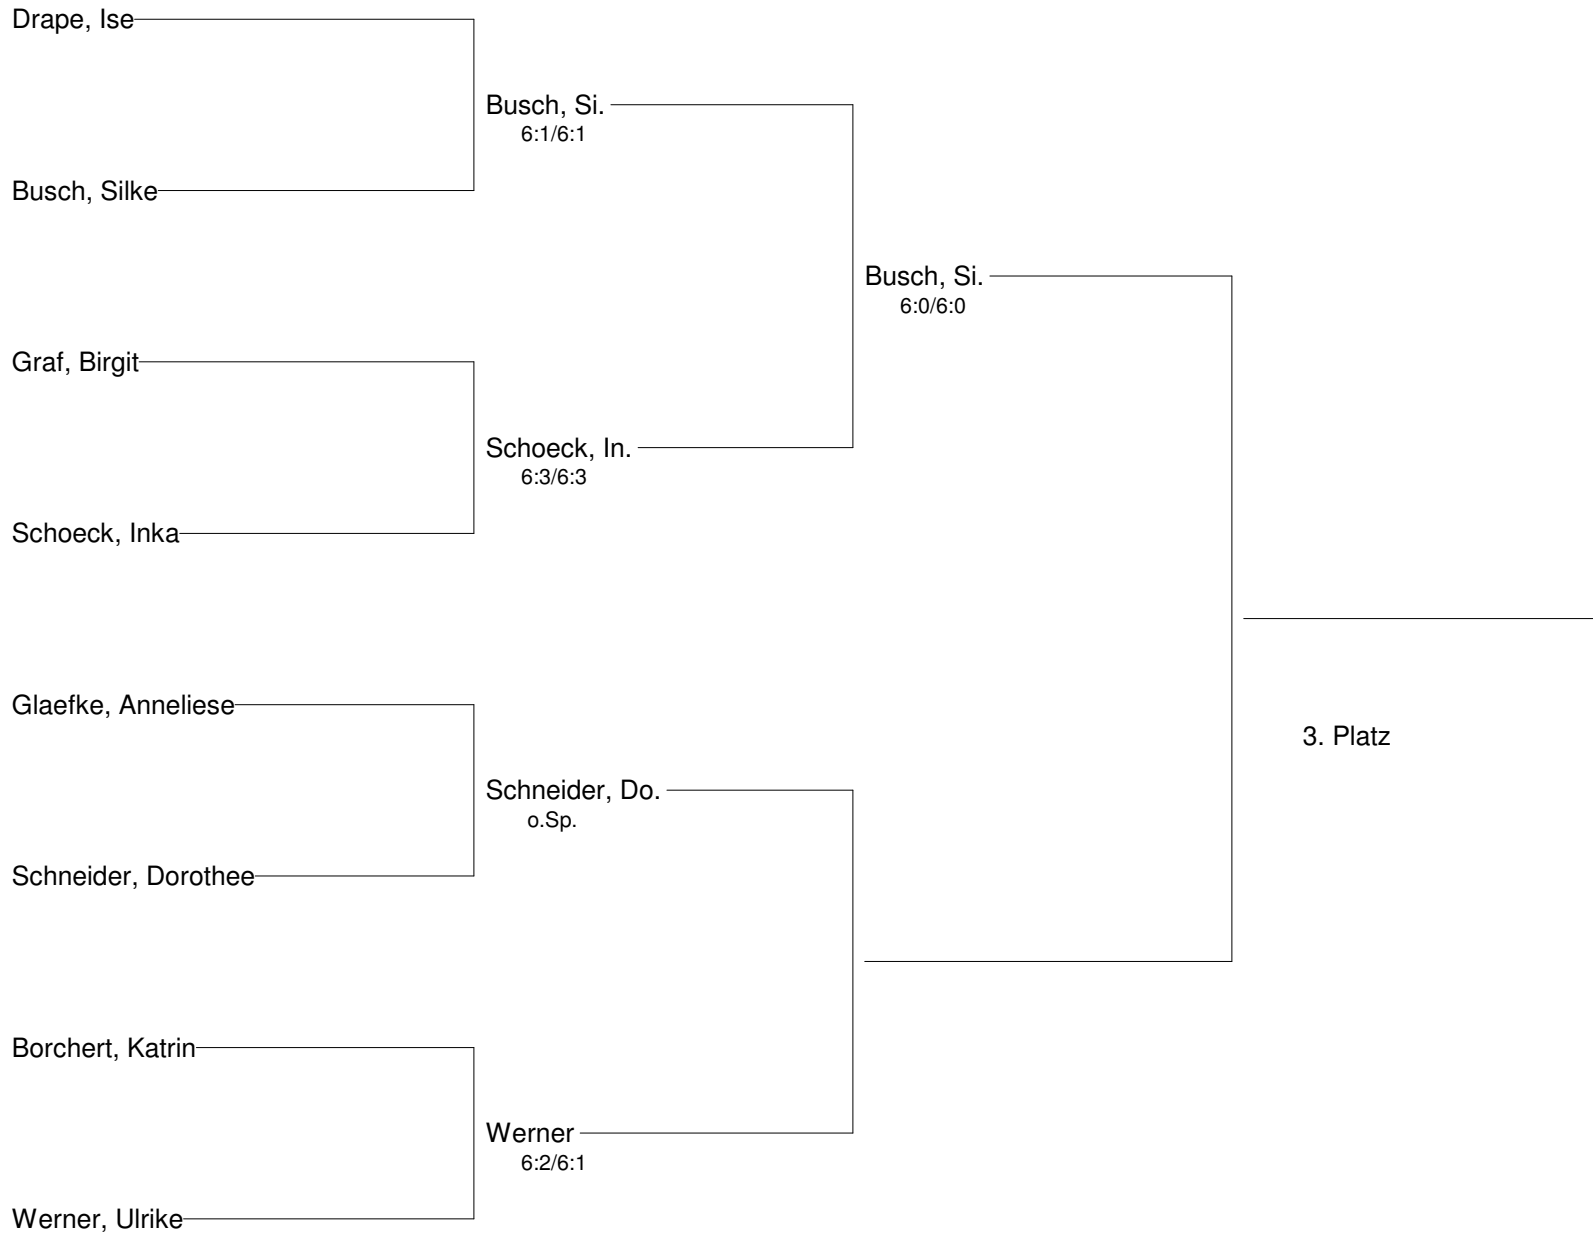 Drape, Ise
Busch, Si.
6:1/6:1
Busch, Silke
Busch, Si.
6:0/6:0
Graf, Birgit
Schoeck, In.
6:3/6:3
Schoeck, Inka
Glaefke, Anneliese
3. Platz
Schneider, Do.
o.Sp.
Schneider, Dorothee
Borchert, Katrin
Werner
6:2/6:1
Werner, Ulrike